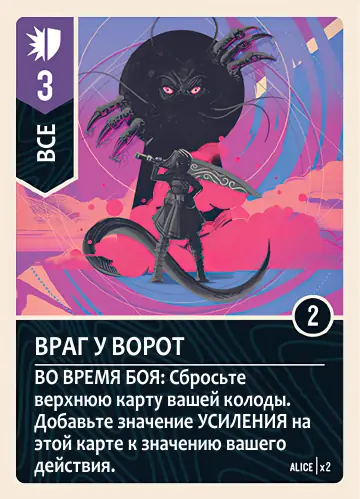 3
ВСЕ
2
ВРАГ У ВОРОТ
ВО ВРЕМЯ БОЯ: Сбросьте
верхнюю карту вашей колоды.
Добавьте значение УСИЛЕНИЯ на
этой карте к значению вашего
действия.
ALICE | x2